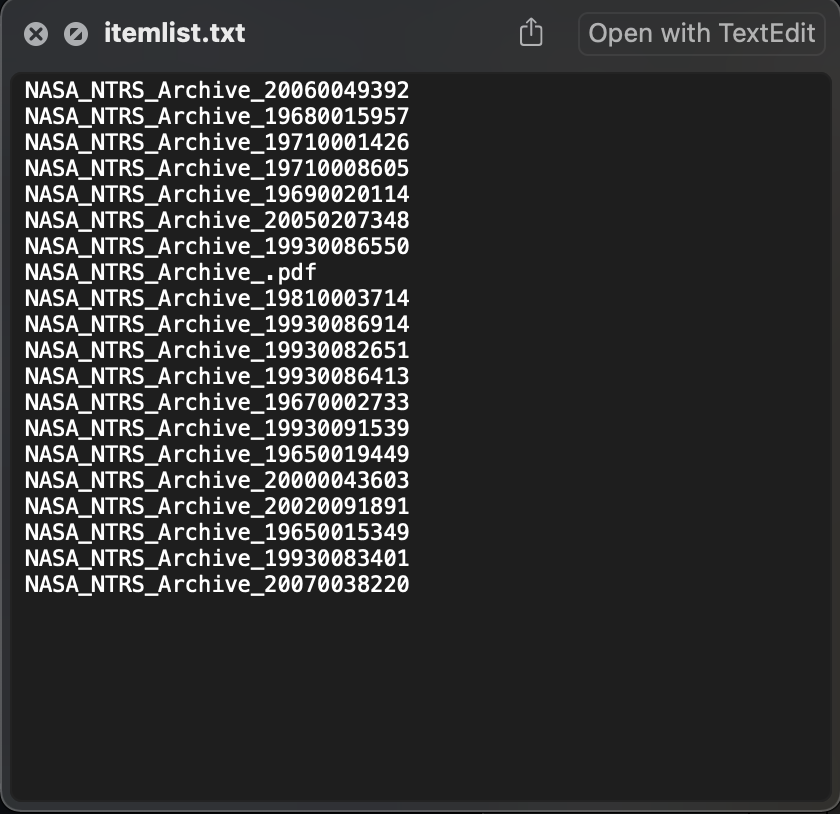 itemlist.txt
Open with TextEdit
NASA_NTRS_Archive_20060049392
NASA_NTRS_Archive_19680015957
NASA_NTRS_Archive_19710001426
NASA_NTRS_Archive_19710008605
NASA_NTRS_Archive_19690020114
NASA_NTRS_Archive_20050207348
NASA_NTRS_Archive_19930086550
NASA_NTRS_Archive_.pdf
NASA_NTRS_Archive_19810003714
NASA_NTRS_Archive_19930086914
NASA_NTRS_Archive_19930082651
NASA_NTRS_Archive_19930086413
NASA_NTRS_Archive_19670002733
NASA_NTRS_Archive_19930091539
NASA_NTRS_Archive_19650019449
NASA_NTRS_Archive_20000043603
NASA_NTRS_Archive_20020091891
NASA_NTRS_Archive_19650015349
NASA_NTRS_Archive_19930083401
NASA_NTRS_Archive_20070038220